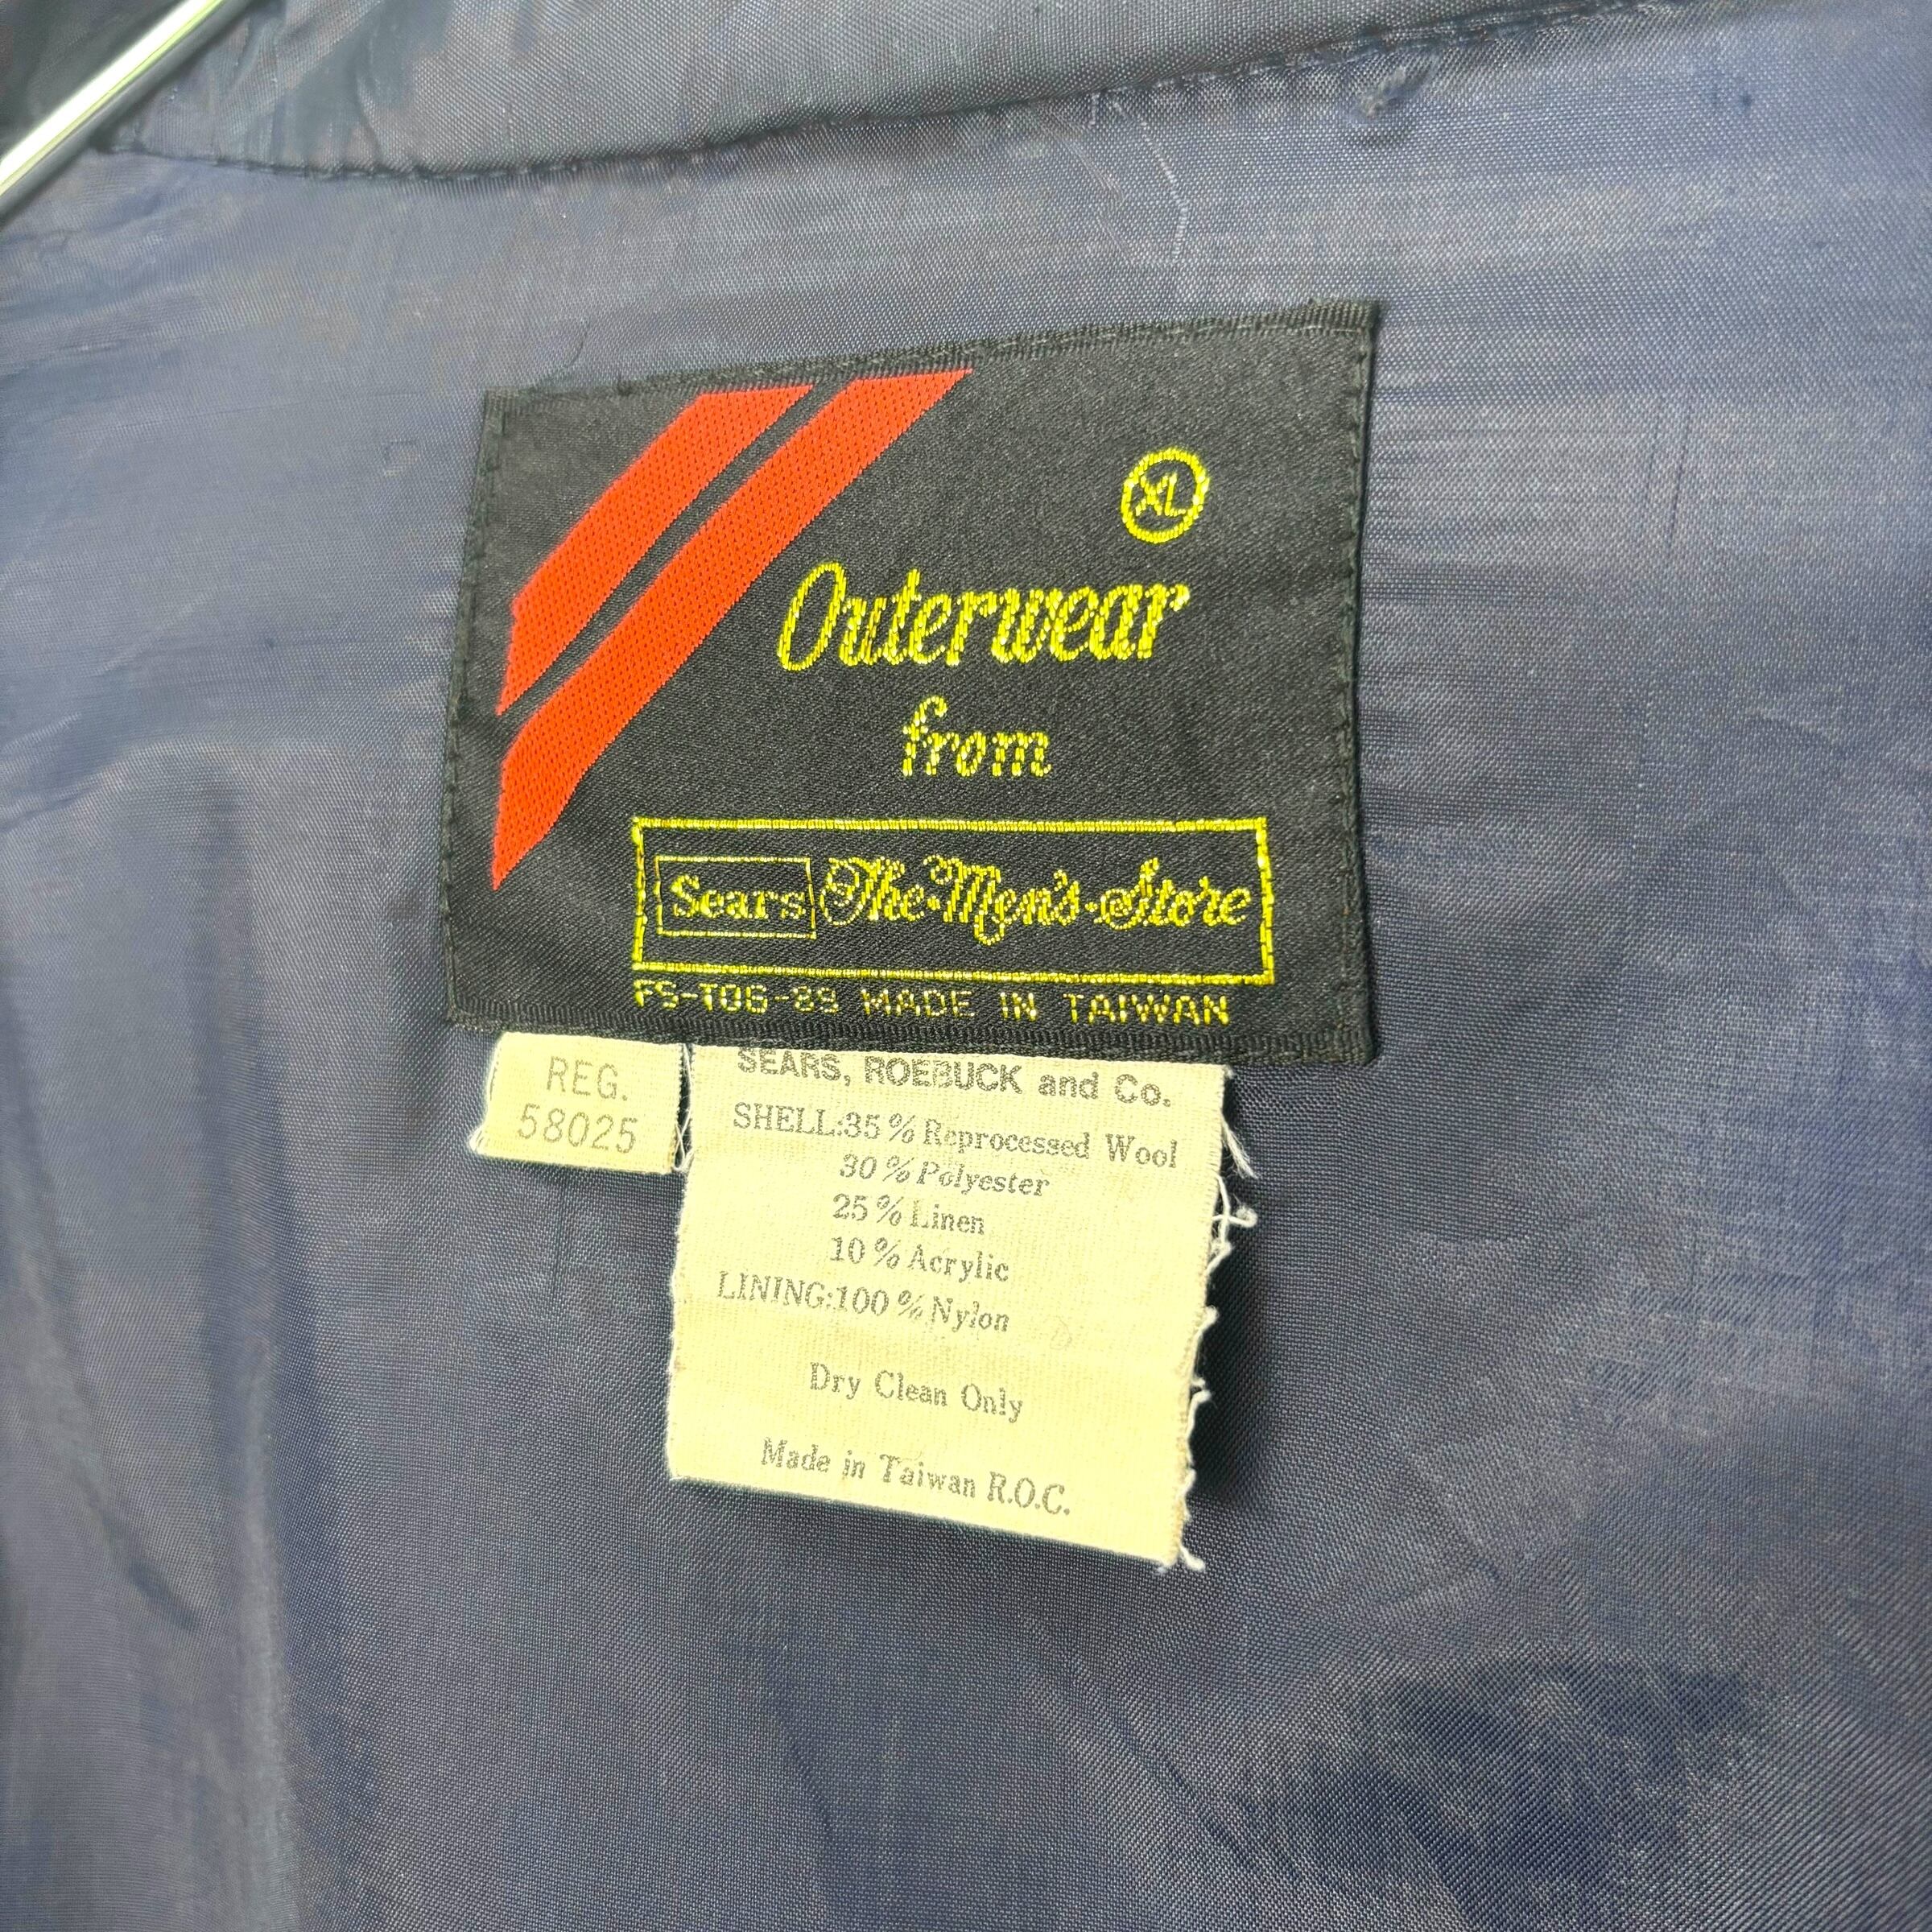 XL
Outerwear
from
Sears The Men's Store
FS-TOG-89 MADE IN TAIWAN
REG.
58025
SEARS, ROEBUCK and Co.
SHELL:35% Reprocessed Wool
30% Polyester
25% Linen
10% Acrylic
LINING:100% Nylon
Dry Clean Only
Made in Taiwan R.O.C.